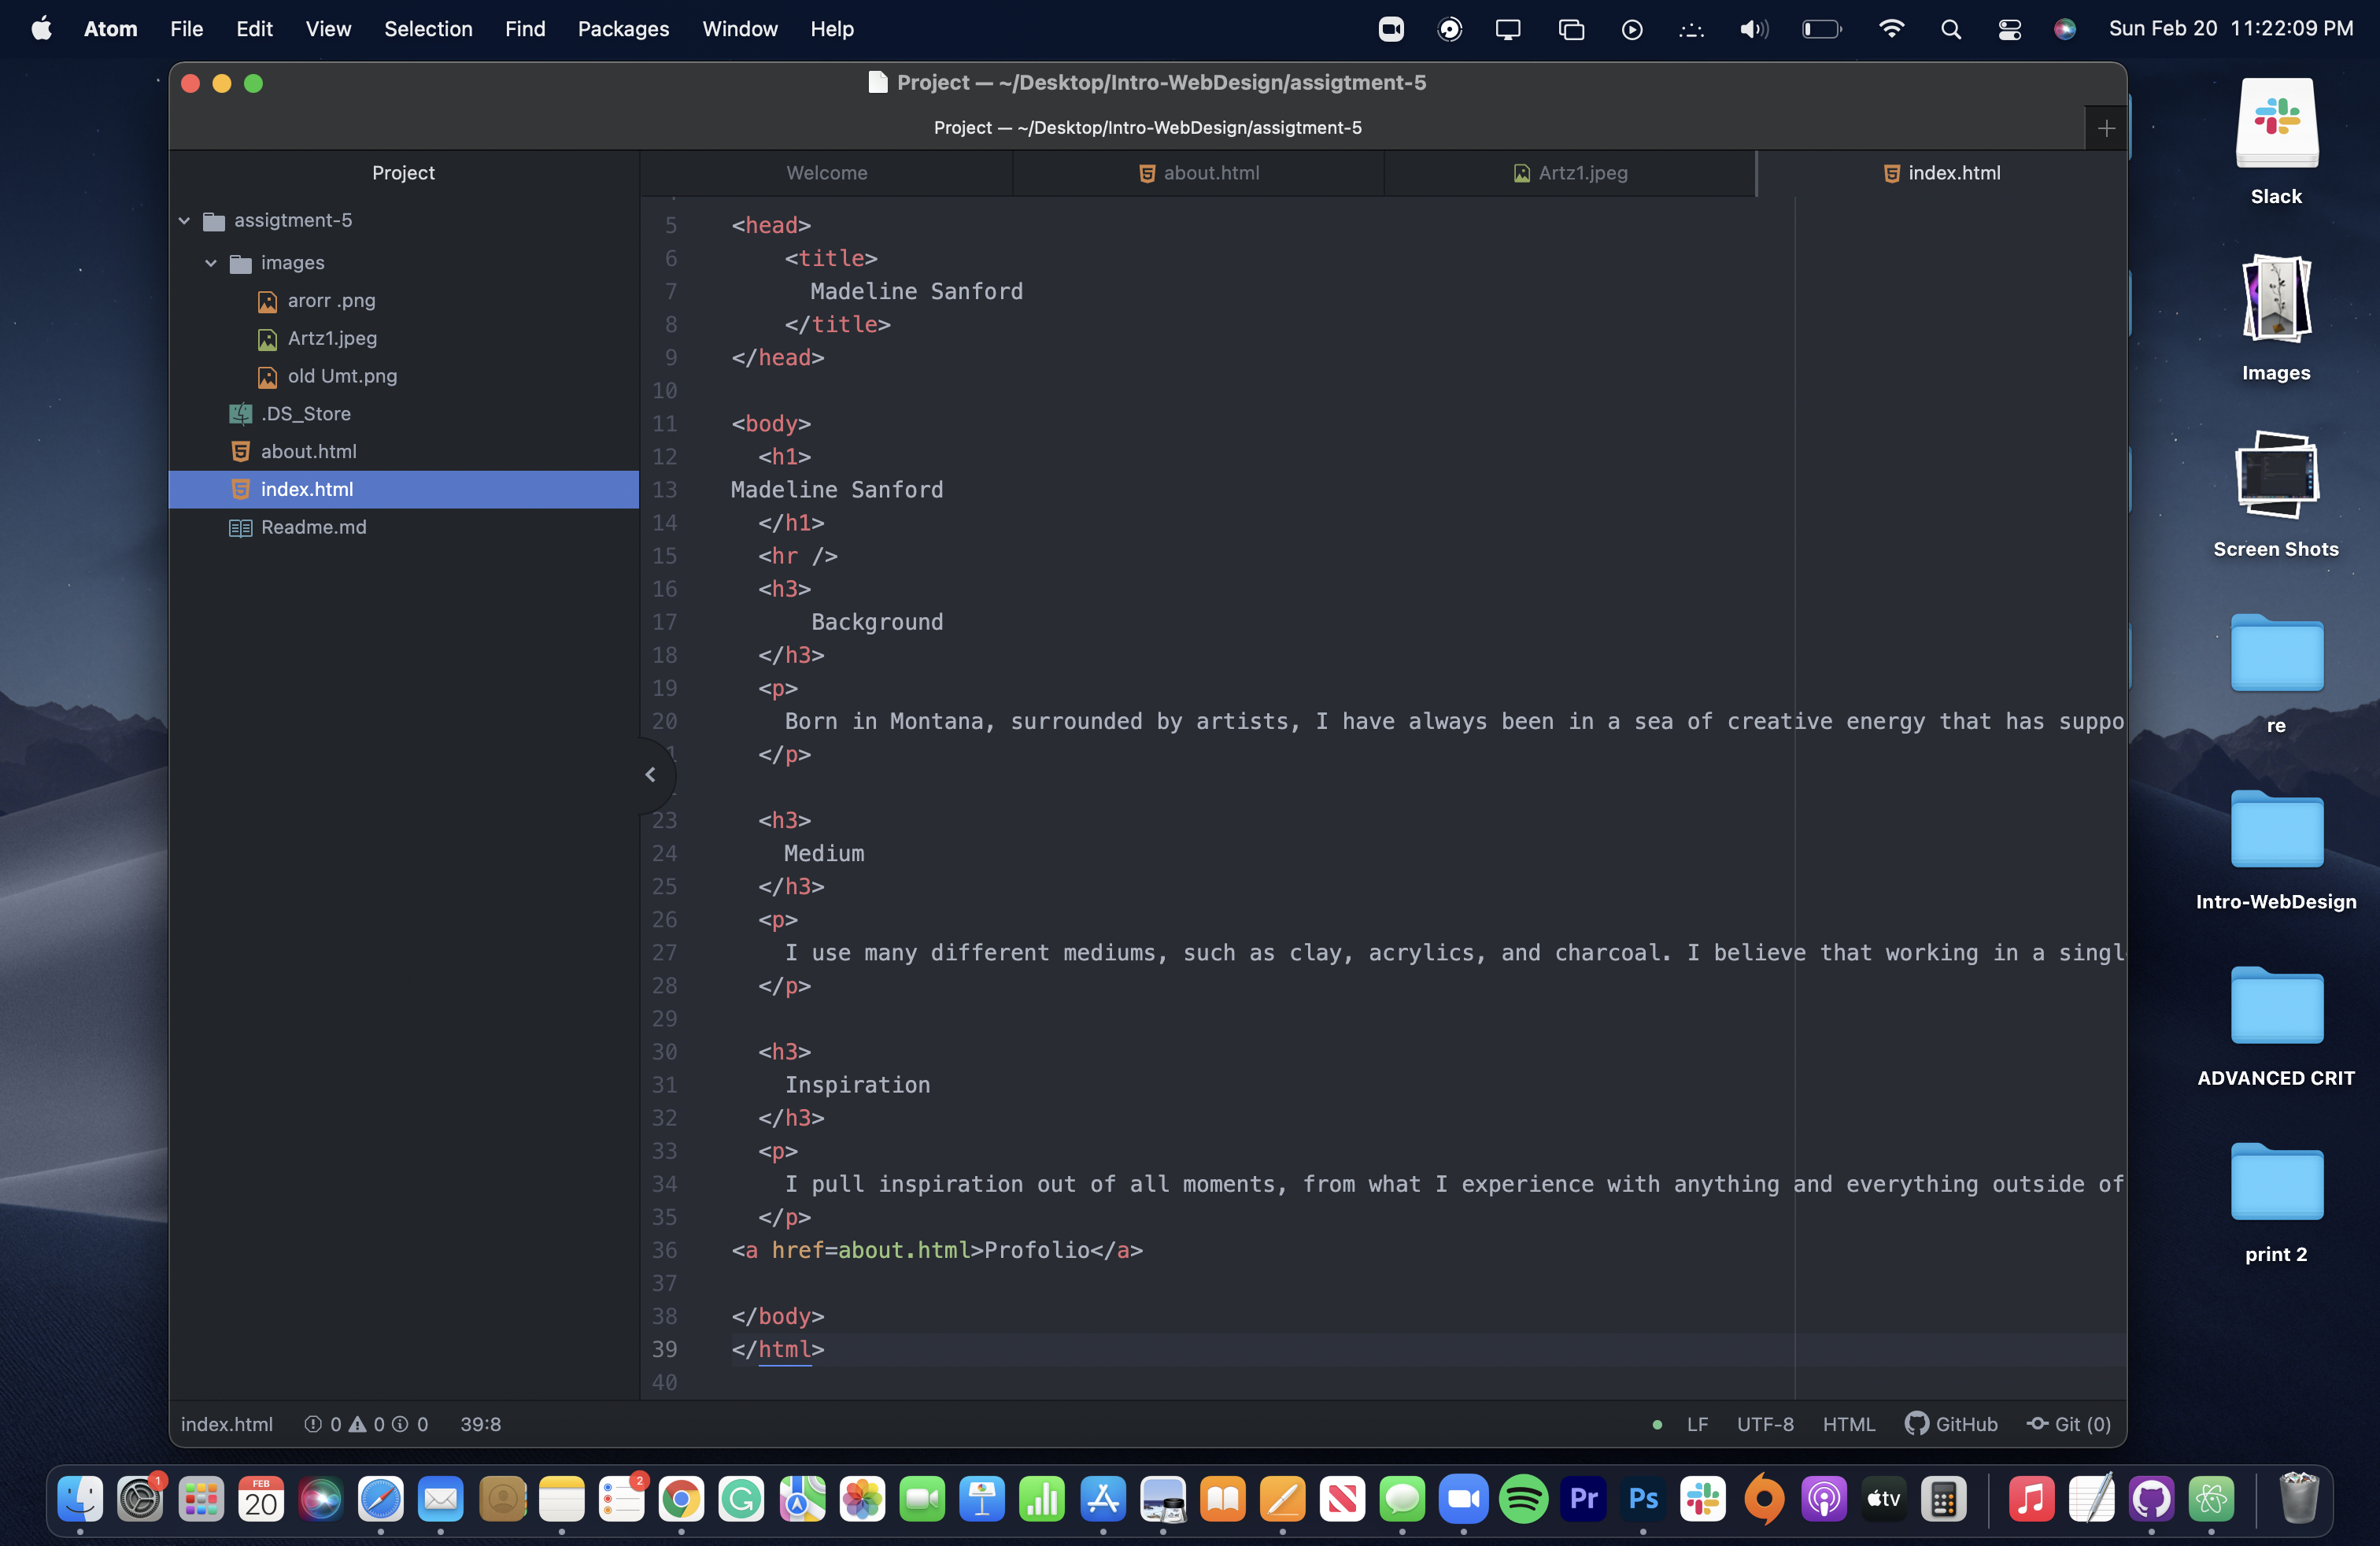 Atom File Edit View Selection Find Packages Window Help Sun Feb 20 11:22:09 PM
Project — ~/Desktop/Intro-WebDesign/assigtment-5
Project — ~/Desktop/Intro-WebDesign/assigtment-5
Project
Welcome about.html Artz1.jpeg index.html
assigtment-5
images
arorr .png
Artz1.jpeg
old Umt.png
.DS_Store
about.html
index.html
Readme.md
5 <head>
6 <title>
7 Madeline Sanford
8 </title>
9 </head>
10
11 <body>
12 <h1>
13 Madeline Sanford
14 </h1>
15 <hr />
16 <h3>
17 Background
18 </h3>
19 <p>
20 Born in Montana, surrounded by artists, I have always been in a sea of creative energy that has suppo
</p>
23 <h3>
24 Medium
25 </h3>
26 <p>
27 I use many different mediums, such as clay, acrylics, and charcoal. I believe that working in a singl
28 </p>
29
30 <h3>
31 Inspiration
32 </h3>
33 <p>
34 I pull inspiration out of all moments, from what I experience with anything and everything outside of
35 </p>
36 <a href=about.html>Profolio</a>
37
38 </body>
39 </html>
40
index.html 0 0 0 39:8 LF UTF-8 HTML GitHub Git (0)
Slack
Images
Screen Shots
re
Intro-WebDesign
ADVANCED CRIT
print 2
1
FEB
20
2
Pr
Ps
tv